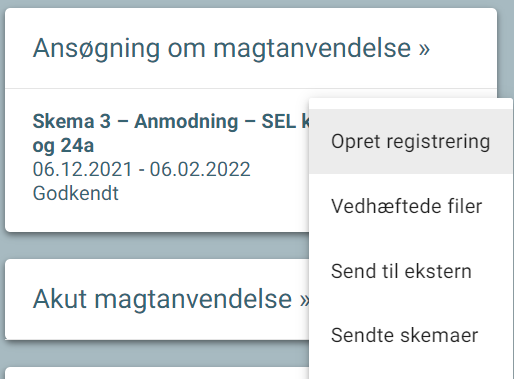 Ansøgning om magtanvendelse »
Skema 3 – Anmodning – SEL
og 24a
06.12.2021 - 06.02.2022
Godkendt
Opret registrering
Vedhæftede filer
Send til ekstern
Sendte skemaer
Akut magtanvendelse »